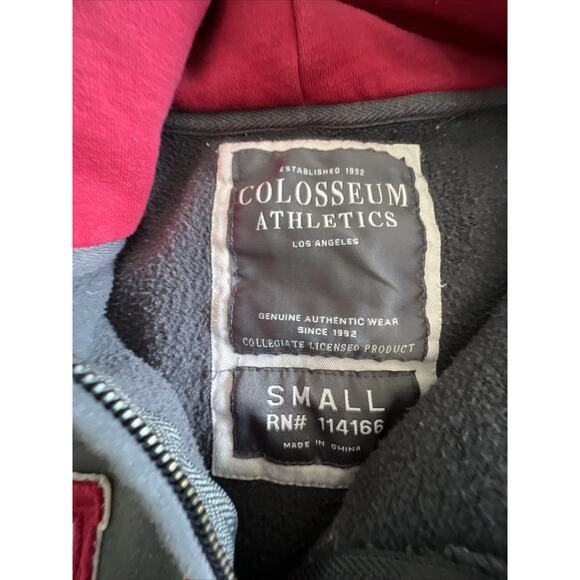 ESTABLISHED 1992
COLOSSEUM
ATHLETICS
LOS ANGELES
GENUINE AUTHENTIC WEAR
SINCE 1992
COLLEGIATE LICENSED PRODUCT
SMALL
RN# 114166
MADE IN CHINA